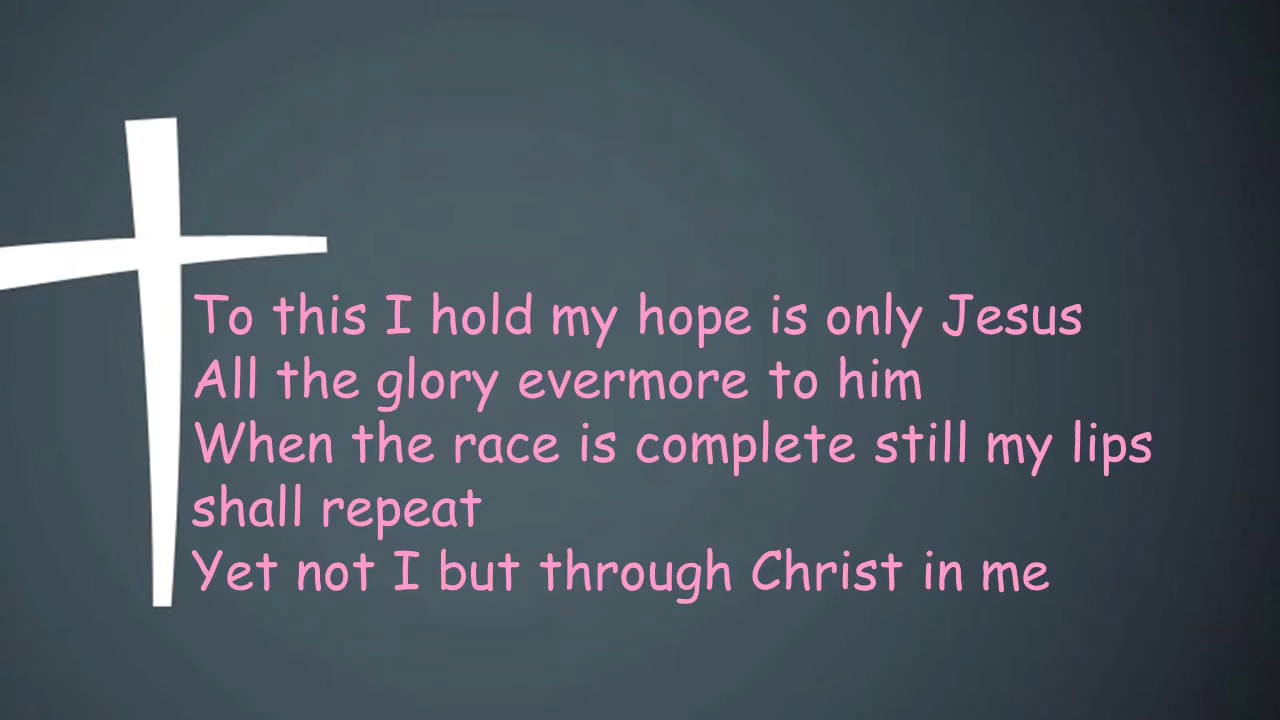 To this I hold my hope is only Jesus
All the glory evermore to him
When the race is complete still my lips
shall repeat
Yet not I but through Christ in me